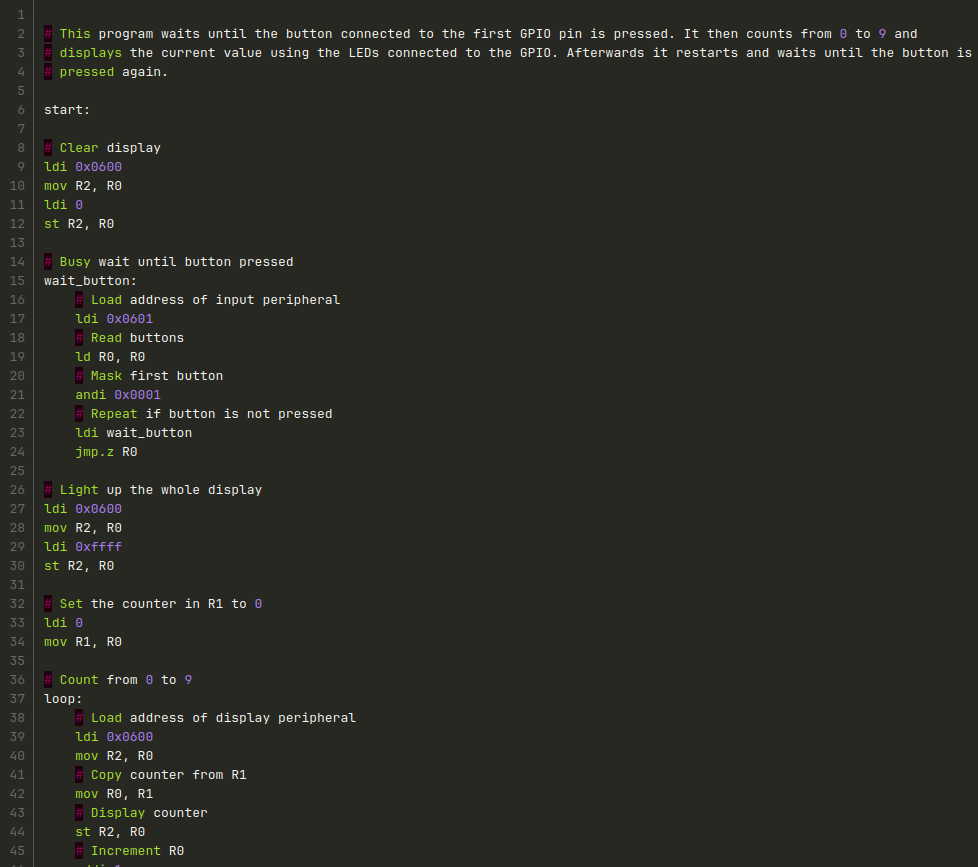 1
2 # This program waits until the button connected to the first GPIO pin is pressed. It then counts from 0 to 9 and
3 # displays the current value using the LEDs connected to the GPIO. Afterwards it restarts and waits until the button is
4 # pressed again.
5
6 start:
7
8 # Clear display
9 ldi 0x0600
10 mov R2, R0
11 ldi 0
12 st R2, R0
13
14 # Busy wait until button pressed
15 wait_button:
16 # Load address of input peripheral
17 ldi 0x0601
18 # Read buttons
19 ld R0, R0
20 # Mask first button
21 andi 0x0001
22 # Repeat if button is not pressed
23 ldi wait_button
24 jmp.z R0
25
26 # Light up the whole display
27 ldi 0x0600
28 mov R2, R0
29 ldi 0xffff
30 st R2, R0
31
32 # Set the counter in R1 to 0
33 ldi 0
34 mov R1, R0
35
36 # Count from 0 to 9
37 loop:
38 # Load address of display peripheral
39 ldi 0x0600
40 mov R2, R0
41 # Copy counter from R1
42 mov R0, R1
43 # Display counter
44 st R2, R0
45 # Increment R0